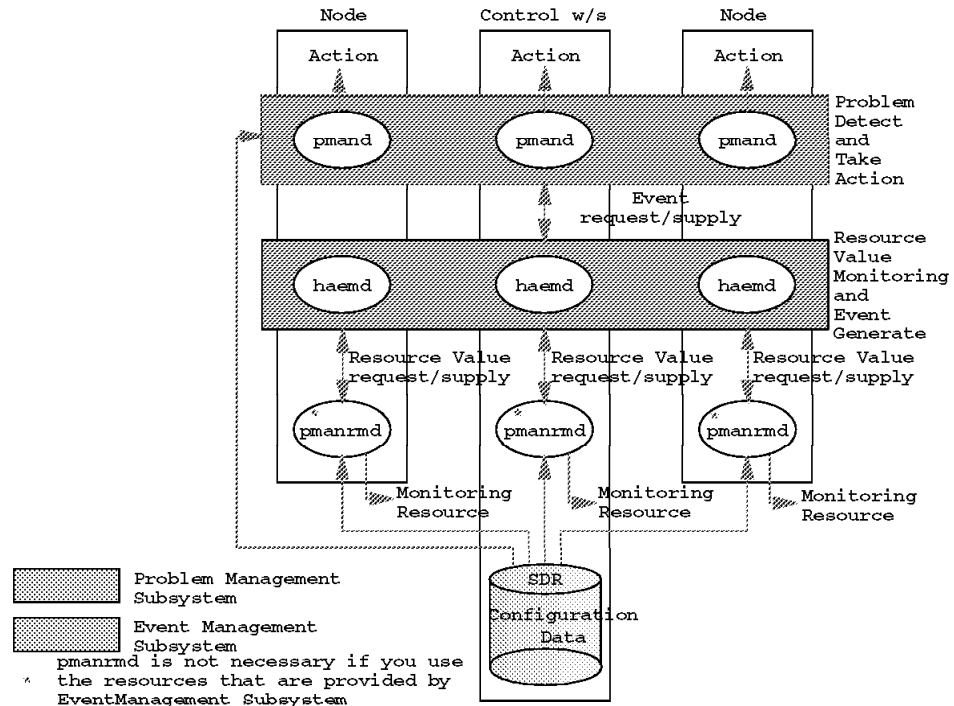 Node Control w/s Node
Action Action Action
pmand pmand pmand
Problem
Detect
and
Take
Action
Event
request/supply
haemd haemd haemd
Resource
Value
Monitoring
and
Event
Generate
Resource Value
request/supply
Resource Value
request/supply
Resource Value
request/supply
* pmanrmd
* pmanrmd
* pmanrmd
Monitoring
Resource
Monitoring
Resource
Monitoring
Resource
SDR
Configuration
Data
Problem Management
Subsystem
Event Management
Subsystem
pmanrmd is not necessary if you use
* the resources that are provided by
EventManagement Subsystem